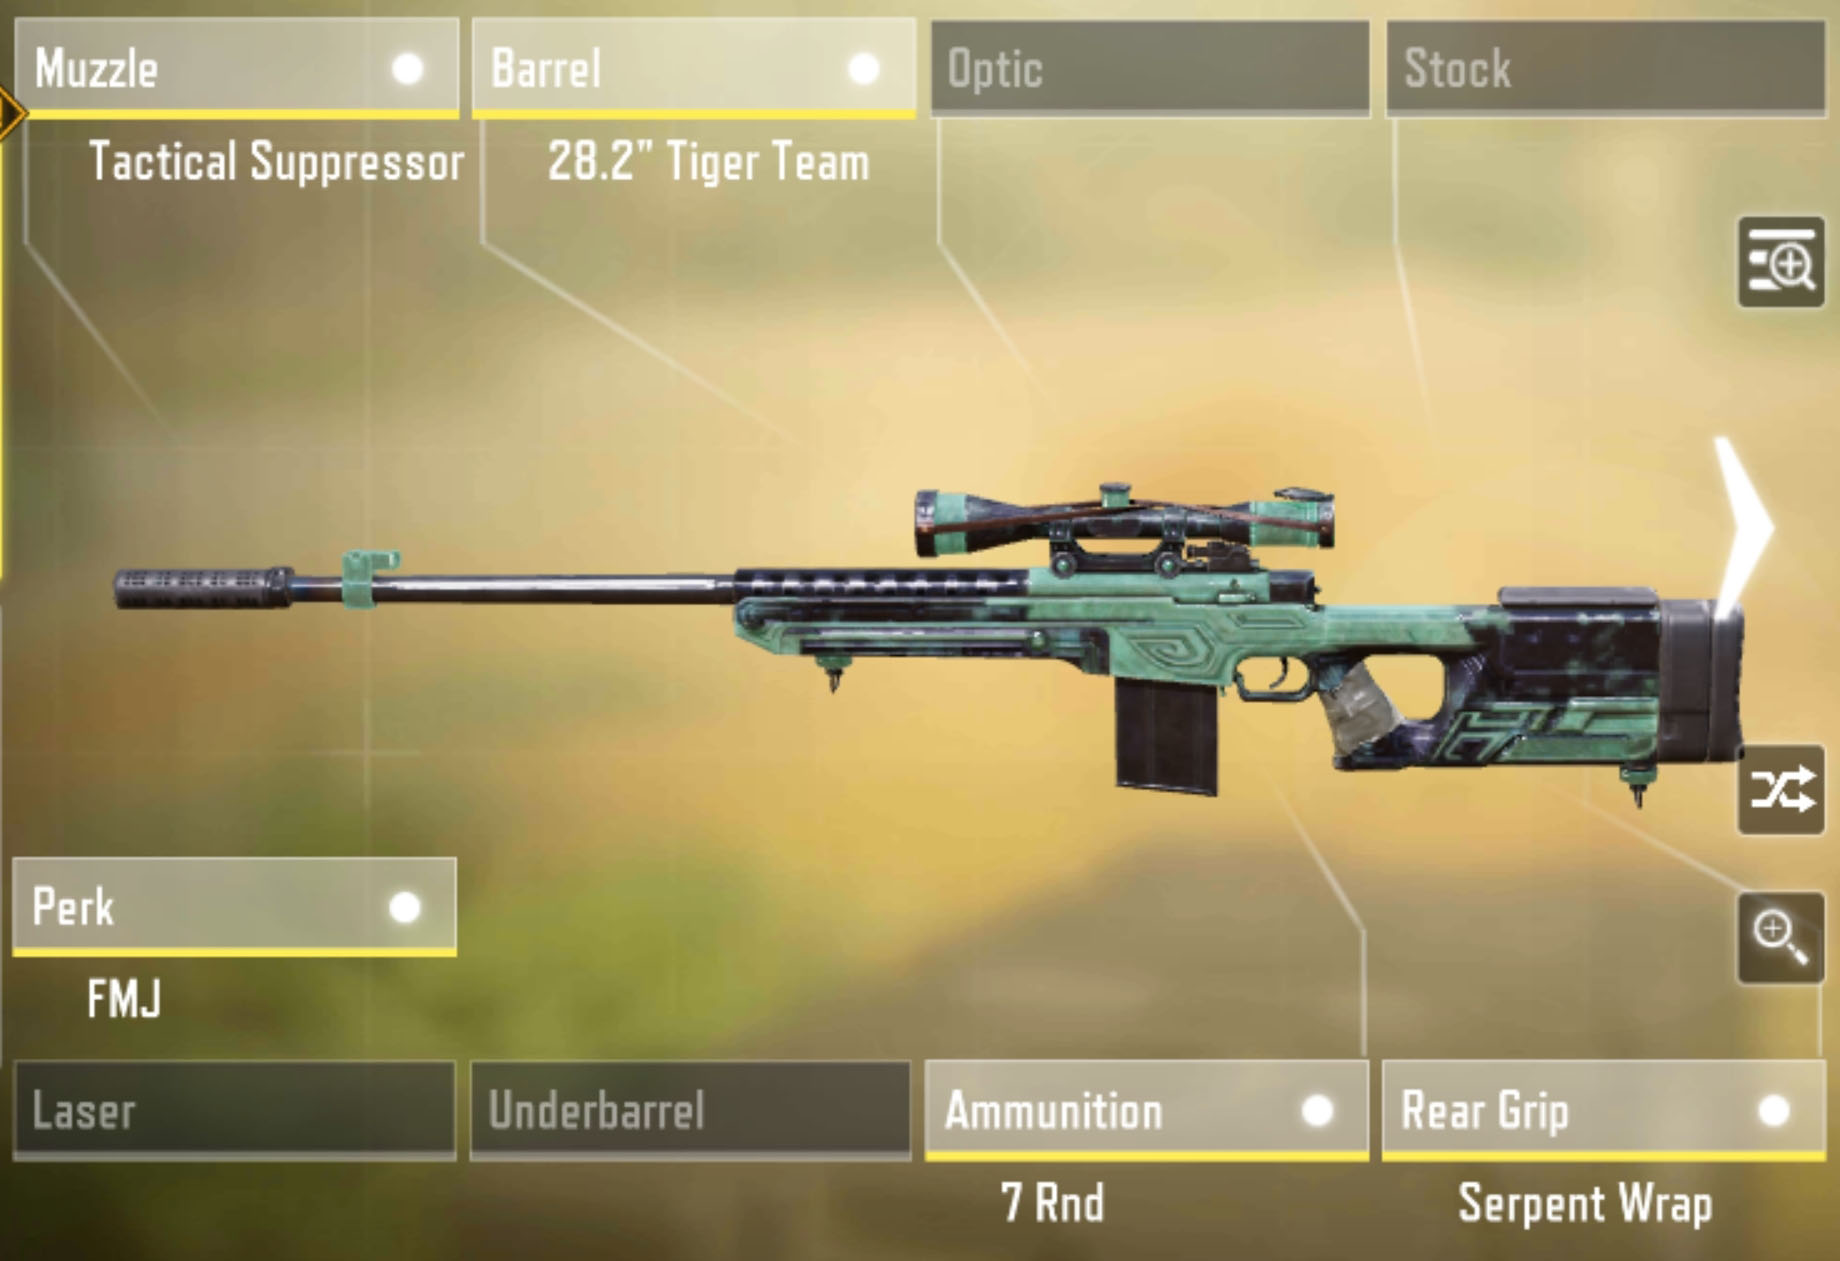 Muzzle
Barrel
Optic
Stock
Tactical Suppressor
28.2" Tiger Team
Perk
FMJ
Laser
Underbarrel
Ammunition
Rear Grip
7 Rnd
Serpent Wrap